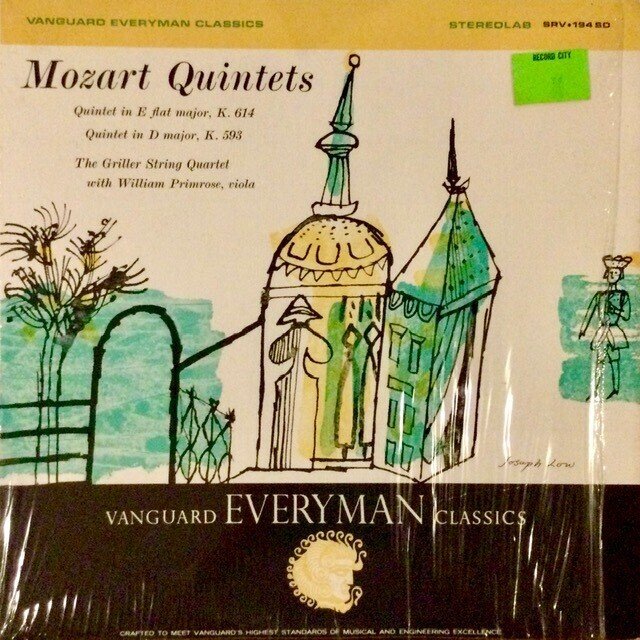 VANGUARD EVERYMAN CLASSICS
STEREOLAB SRV•194 SD
RECORD CITY
Mozart Quintets
Quintet in E flat major, K. 614
Quintet in D major, K. 593
The Griller String Quartet
with William Primrose, viola
Joseph Low
VANGUARD EVERYMAN CLASSICS
CRAFTED TO MEET VANGUARD'S HIGHEST STANDARDS OF MUSICAL AND ENGINEERING EXCELLENCE